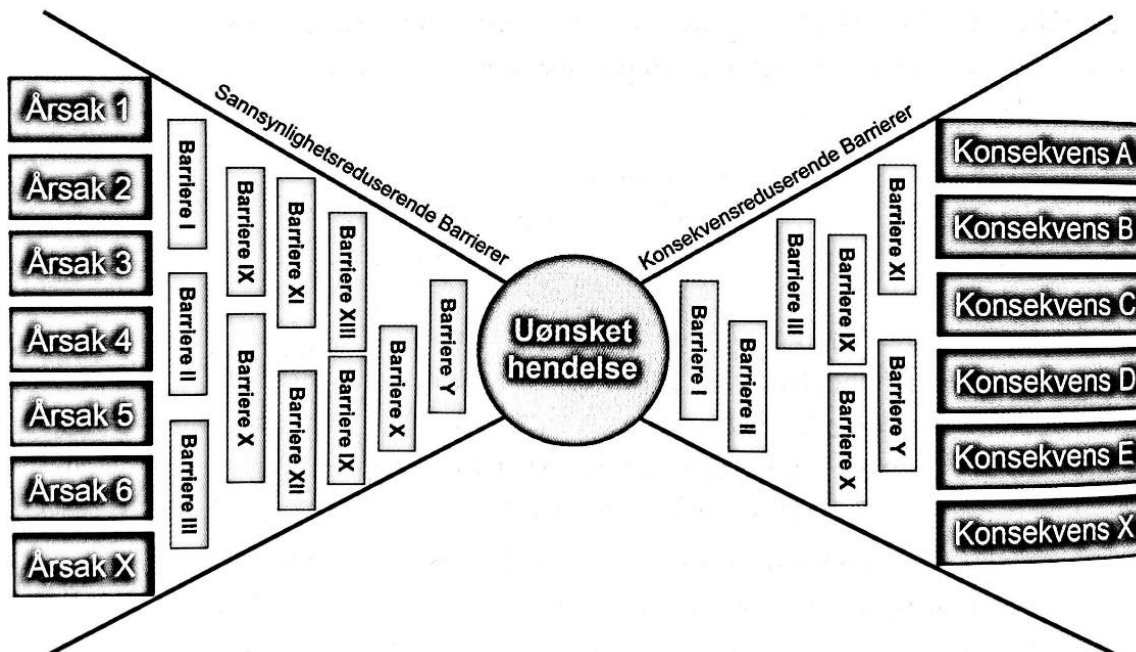 Årsak 1
Årsak 2
Årsak 3
Årsak 4
Årsak 5
Årsak 6
Årsak X
Sannsynlighetsreduserende Barrierer
Barriere I
Barriere II
Barriere III
Barriere IX
Barriere X
Barriere XI
Barriere XII
Barriere XIII
Barriere IX
Barriere X
Barriere Y
Uønsket
hendelse
Konsekvensreduserende Barrierer
Barriere I
Barriere II
Barriere III
Barriere IX
Barriere X
Barriere XI
Barriere Y
Konsekvens A
Konsekvens B
Konsekvens C
Konsekvens D
Konsekvens E
Konsekvens X